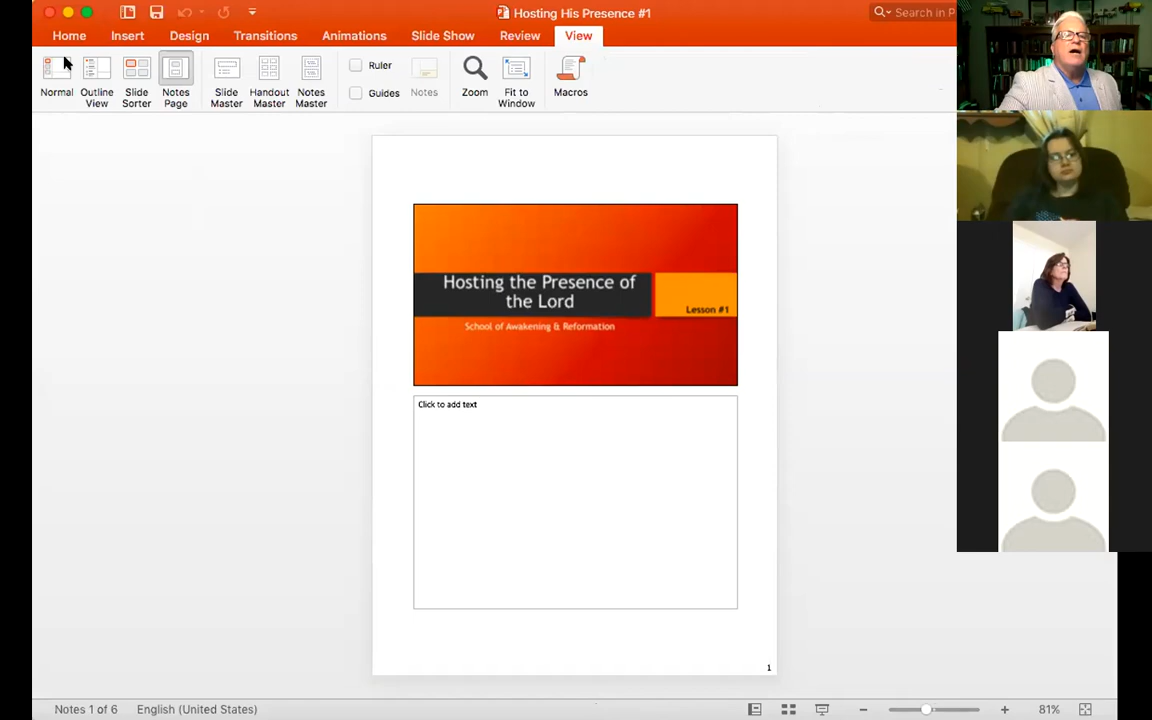 Hosting His Presence #1
Search in P
Home Insert Design Transitions Animations Slide Show Review View
Normal Outline View Slide Sorter Notes Page Slide Master Handout Master Notes Master Ruler Guides Notes Zoom Fit to Window Macros
Hosting the Presence of
the Lord
Lesson #1
School of Awakening & Reformation
Click to add text
1
Notes 1 of 6 English (United States) 81%